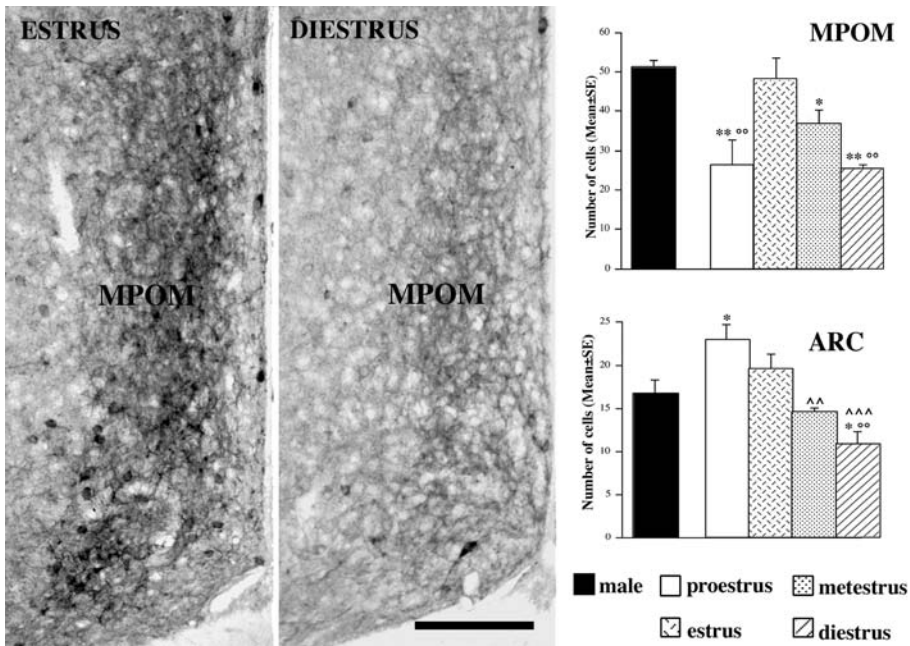 ESTRUS
MPOM
DIESTRUS
MPOM
MPOM
Number of cells (Mean±SE)
60
50
40
30
20
10
0
** °°
*
** °°
ARC
Number of cells (Mean±SE)
25
20
15
10
5
0
*
^^
^^^
* °°
male proestrus metestrus
estrus diestrus